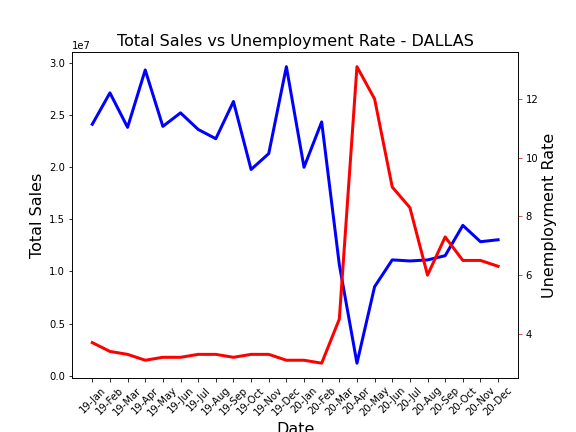 Total Sales vs Unemployment Rate - DALLAS
1e7
3.0
2.5
2.0
1.5
1.0
0.5
0.0
Total Sales
12
10
8
6
4
Unemployment Rate
19-Jan
19-Feb
19-Mar
19-Apr
19-May
19-Jun
19-Jul
19-Aug
19-Sep
19-Oct
19-Nov
19-Dec
20-Jan
20-Feb
20-Mar
20-Apr
20-May
20-Jun
20-Jul
20-Aug
20-Sep
20-Oct
20-Nov
20-Dec
Date